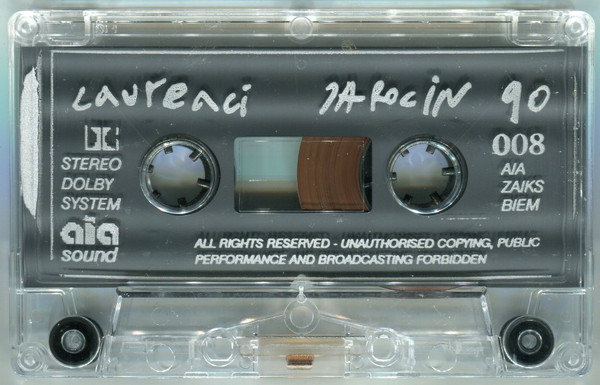 Laureaci JAROCIN 90
STEREO
DOLBY
SYSTEM
aia
sound
008
AIA
ZAIKS
BIEM
ALL RIGHTS RESERVED - UNAUTHORISED COPYING, PUBLIC
PERFORMANCE AND BROADCASTING FORBIDDEN